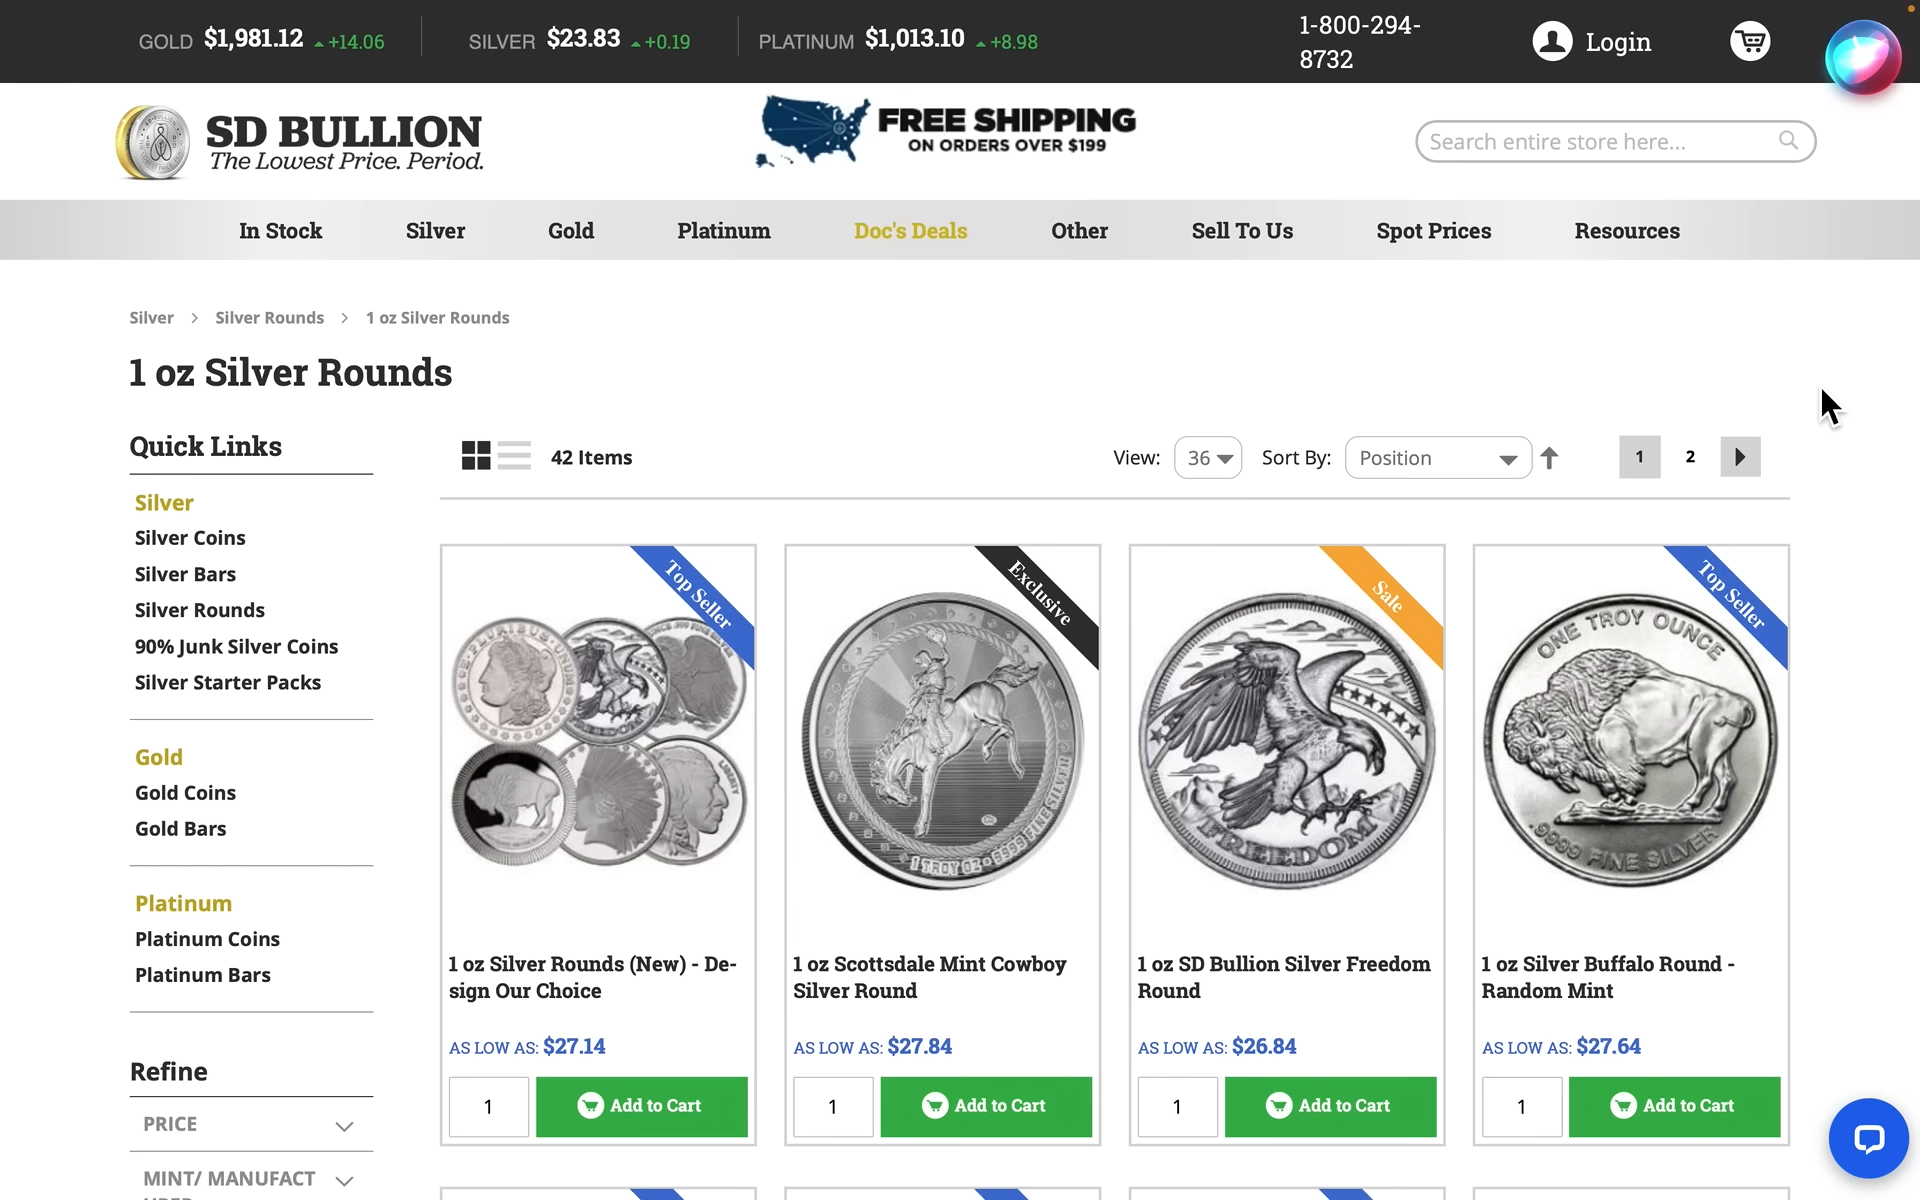 GOLD $1,981.12 +14.06 SILVER $23.83 +0.19 PLATINUM $1,013.10 +8.98
1-800-294-
8732
Login
SD BULLION
The Lowest Price. Period.
FREE SHIPPING
ON ORDERS OVER $199
Search entire store here...
In Stock Silver Gold Platinum Doc's Deals Other Sell To Us Spot Prices Resources
Silver > Silver Rounds > 1 oz Silver Rounds
1 oz Silver Rounds
Quick Links
Silver
Silver Coins
Silver Bars
Silver Rounds
90% Junk Silver Coins
Silver Starter Packs
Gold
Gold Coins
Gold Bars
Platinum
Platinum Coins
Platinum Bars
Refine
PRICE
MINT/ MANUFACT
42 Items
View: 36 Sort By: Position
1 2
Top Seller
1 oz Silver Rounds (New) - De-
sign Our Choice
AS LOW AS: $27.14
1 Add to Cart
Exclusive
1 TROY OZ .9999 FINE SILVER
1 oz Scottsdale Mint Cowboy
Silver Round
AS LOW AS: $27.84
1 Add to Cart
Sale
FREEDOM
1 oz SD Bullion Silver Freedom
Round
AS LOW AS: $26.84
1 Add to Cart
Top Seller
ONE TROY OUNCE
.9999 FINE SILVER
1 oz Silver Buffalo Round -
Random Mint
AS LOW AS: $27.64
1 Add to Cart